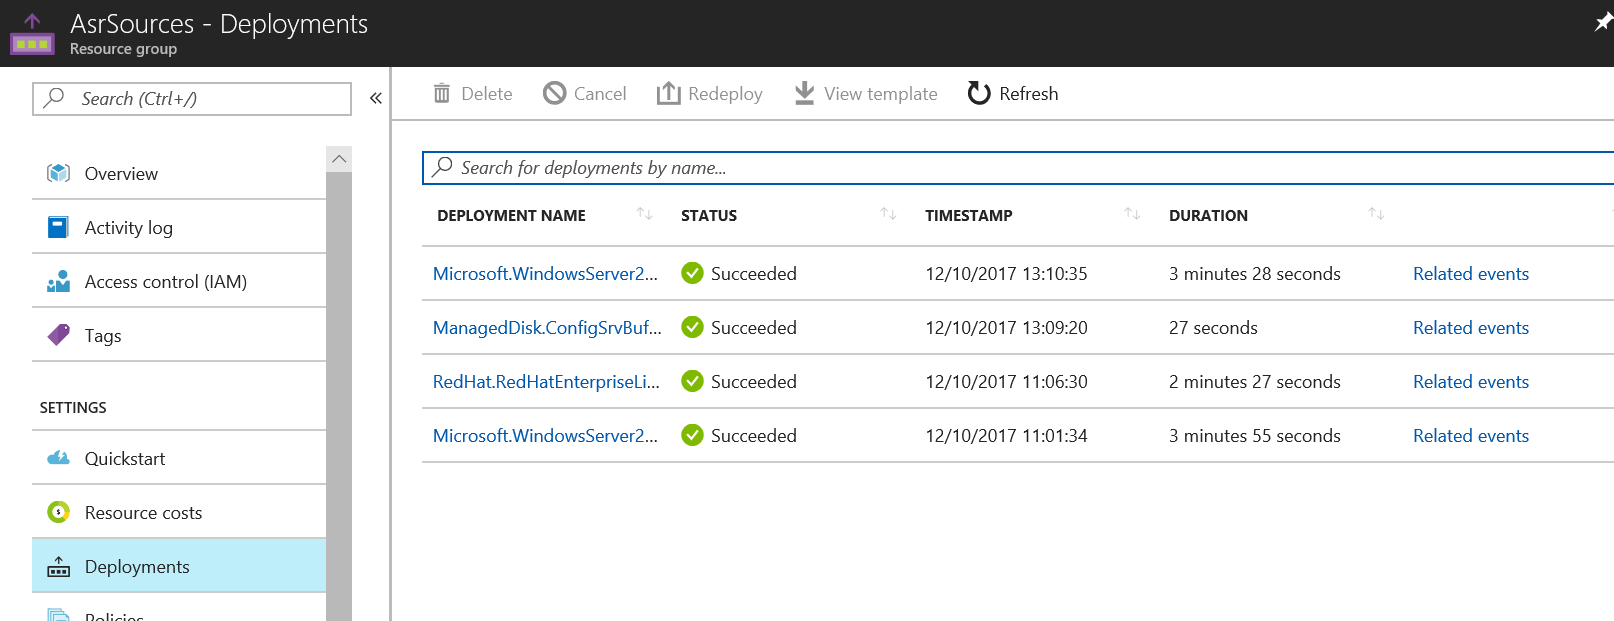 AsrSources - Deployments
Resource group
Search (Ctrl+/)
Overview
Activity log
Access control (IAM)
Tags
SETTINGS
Quickstart
Resource costs
Deployments
Policies
Delete Cancel Redeploy View template Refresh
Search for deployments by name...
DEPLOYMENT NAME STATUS TIMESTAMP DURATION
Microsoft.WindowsServer2... Succeeded 12/10/2017 13:10:35 3 minutes 28 seconds Related events
ManagedDisk.ConfigSrvBuf... Succeeded 12/10/2017 13:09:20 27 seconds Related events
RedHat.RedHatEnterpriseLi... Succeeded 12/10/2017 11:06:30 2 minutes 27 seconds Related events
Microsoft.WindowsServer2... Succeeded 12/10/2017 11:01:34 3 minutes 55 seconds Related events